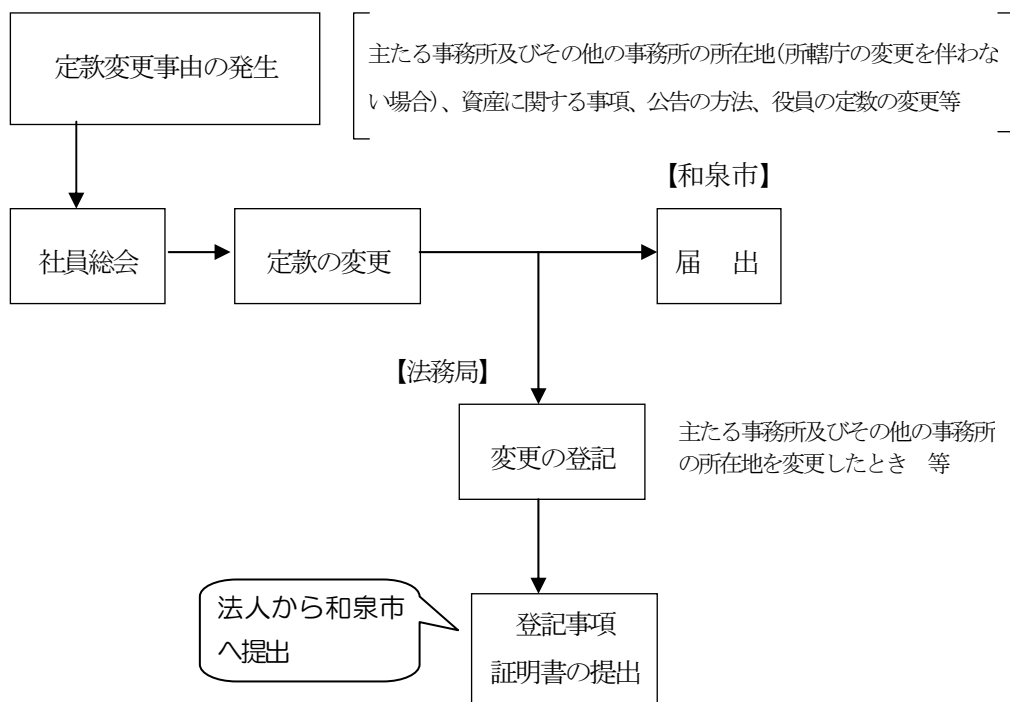 定款変更事由の発生
主たる事務所及びその他の事務所の所在地(所轄庁の変更を伴わな
い場合)、資産に関する事項、公告の方法、役員の定数の変更等
【和泉市】
社員総会
定款の変更
届　出
【法務局】
変更の登記
主たる事務所及びその他の事務所
の所在地を変更したとき　等
法人から和泉市
へ提出
登記事項
証明書の提出